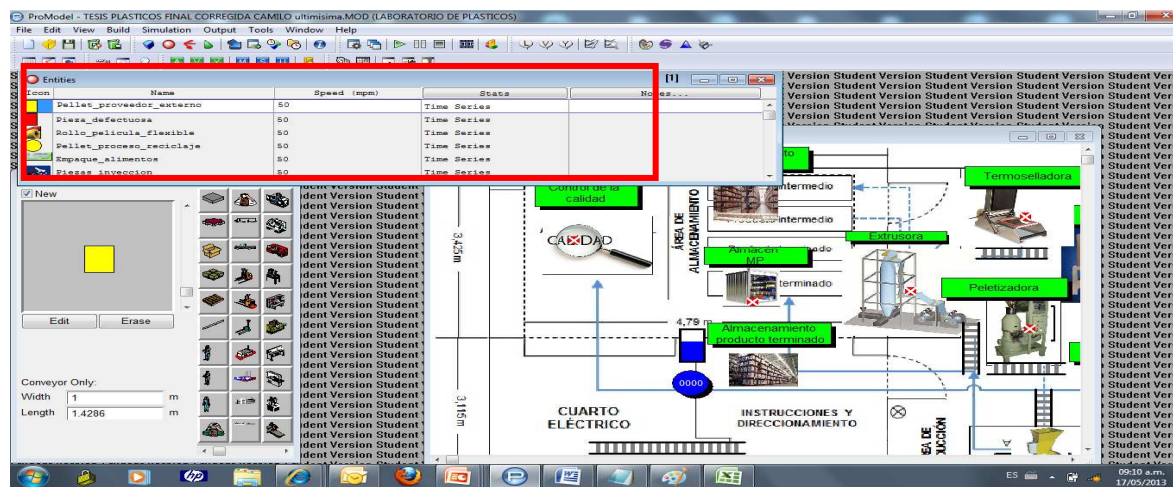 ProModel - TESIS PLASTICOS FINAL CORREGIDA CAMILO ultimisima.MOD (LABORATORIO DE PLASTICOS)
File Edit View Build Simulation Output Tools Window Help
Entities [1]
Icon Name Speed (mpm) Stats Notes...
Pellet_proveedor_externo 50 Time Series
Pieza_defectuosa 50 Time Series
Rollo_pelicula_flexible 50 Time Series
Pellet_proceso_reciclaje 50 Time Series
Empaque_alimentos 50 Time Series
Piezas_inyeccion 50 Time Series
Version Student Version Student Version Student Version Student Version Student Ver
New
Edit Erase
Conveyor Only:
Width 1 m
Length 1.4286 m
Control de la
calidad
CALIDAD
3,425m
3,115m
ÁREA DE
ALMACENAMIENTO
Intermedio
Intermedio
Almacén
MP
terminado
4,79 m
Almacenamiento
producto terminado
0000
Extrusora
Termoselladora
Peletizadora
CUARTO
ELÉCTRICO
INSTRUCCIONES Y
DIRECCIONAMIENTO
ES
09:10 a.m.
17/05/2013